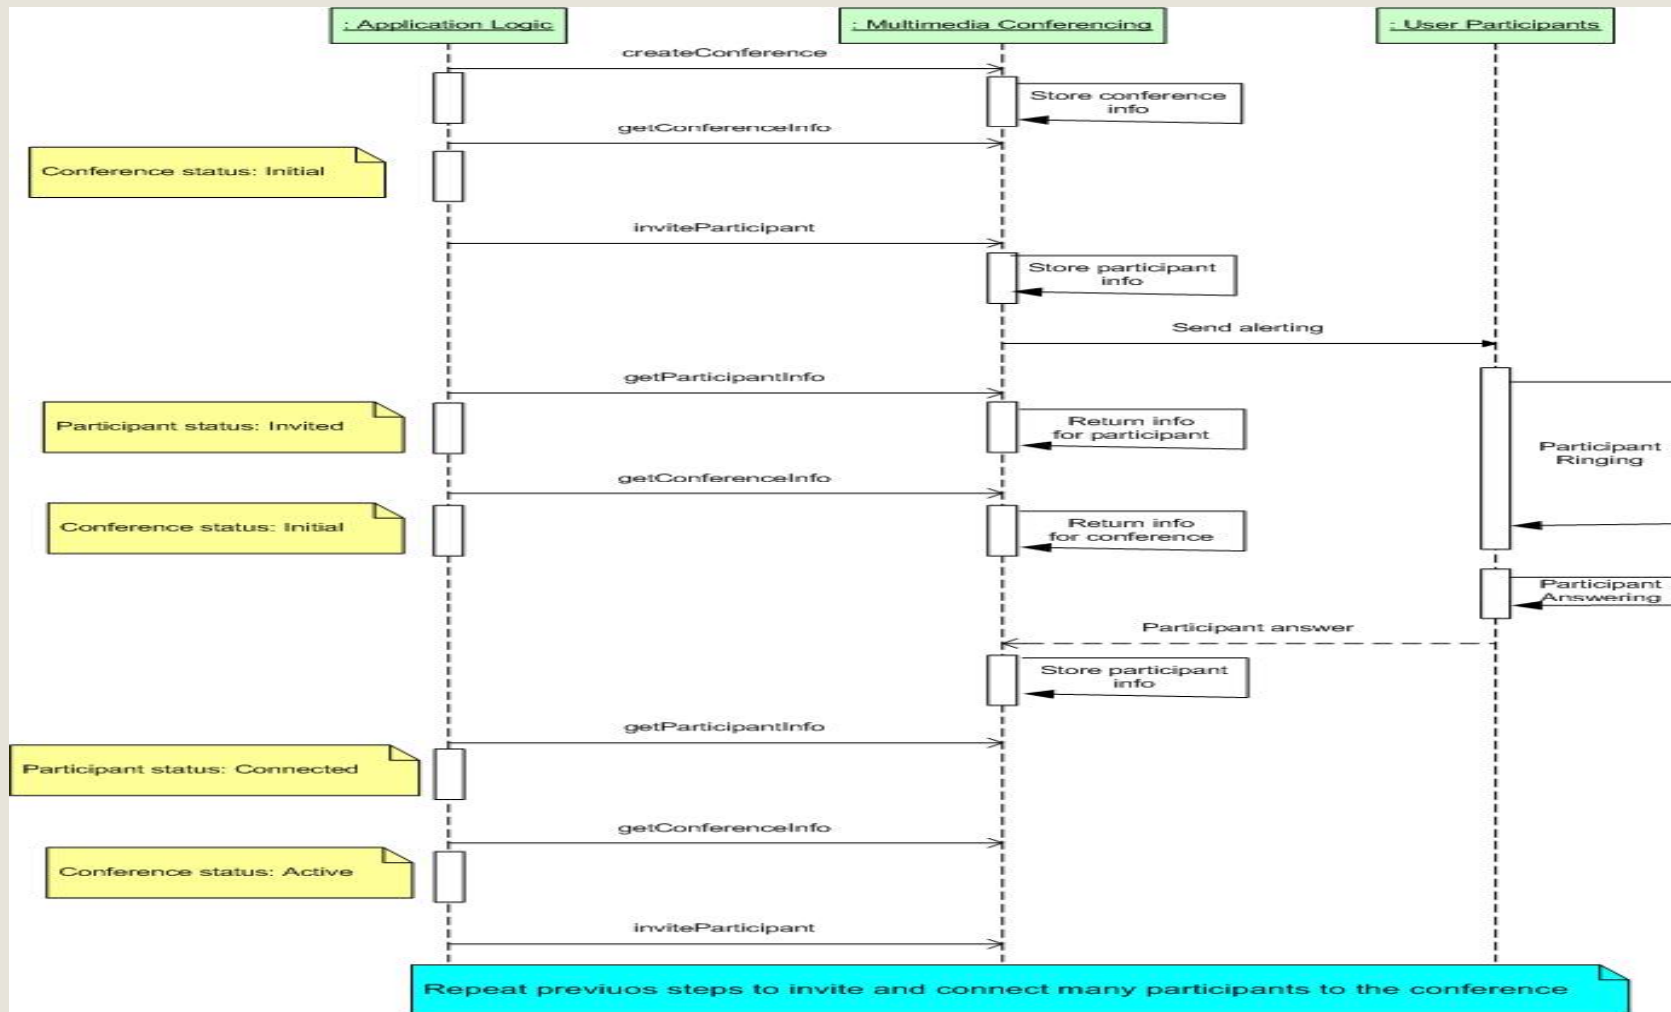 : Application Logic
: Multimedia Conferencing
: User Participants
createConference
Store conference
info
getConferenceInfo
Conference status: Initial
inviteParticipant
Store participant
info
Send alerting
getParticipantInfo
Participant status: Invited
Return info
for participant
Participant
Ringing
getConferenceInfo
Conference status: Initial
Return info
for conference
Participant
Answering
Participant answer
Store participant
info
getParticipantInfo
Participant status: Connected
getConferenceInfo
Conference status: Active
inviteParticipant
Repeat previuos steps to invite and connect many participants to the conference